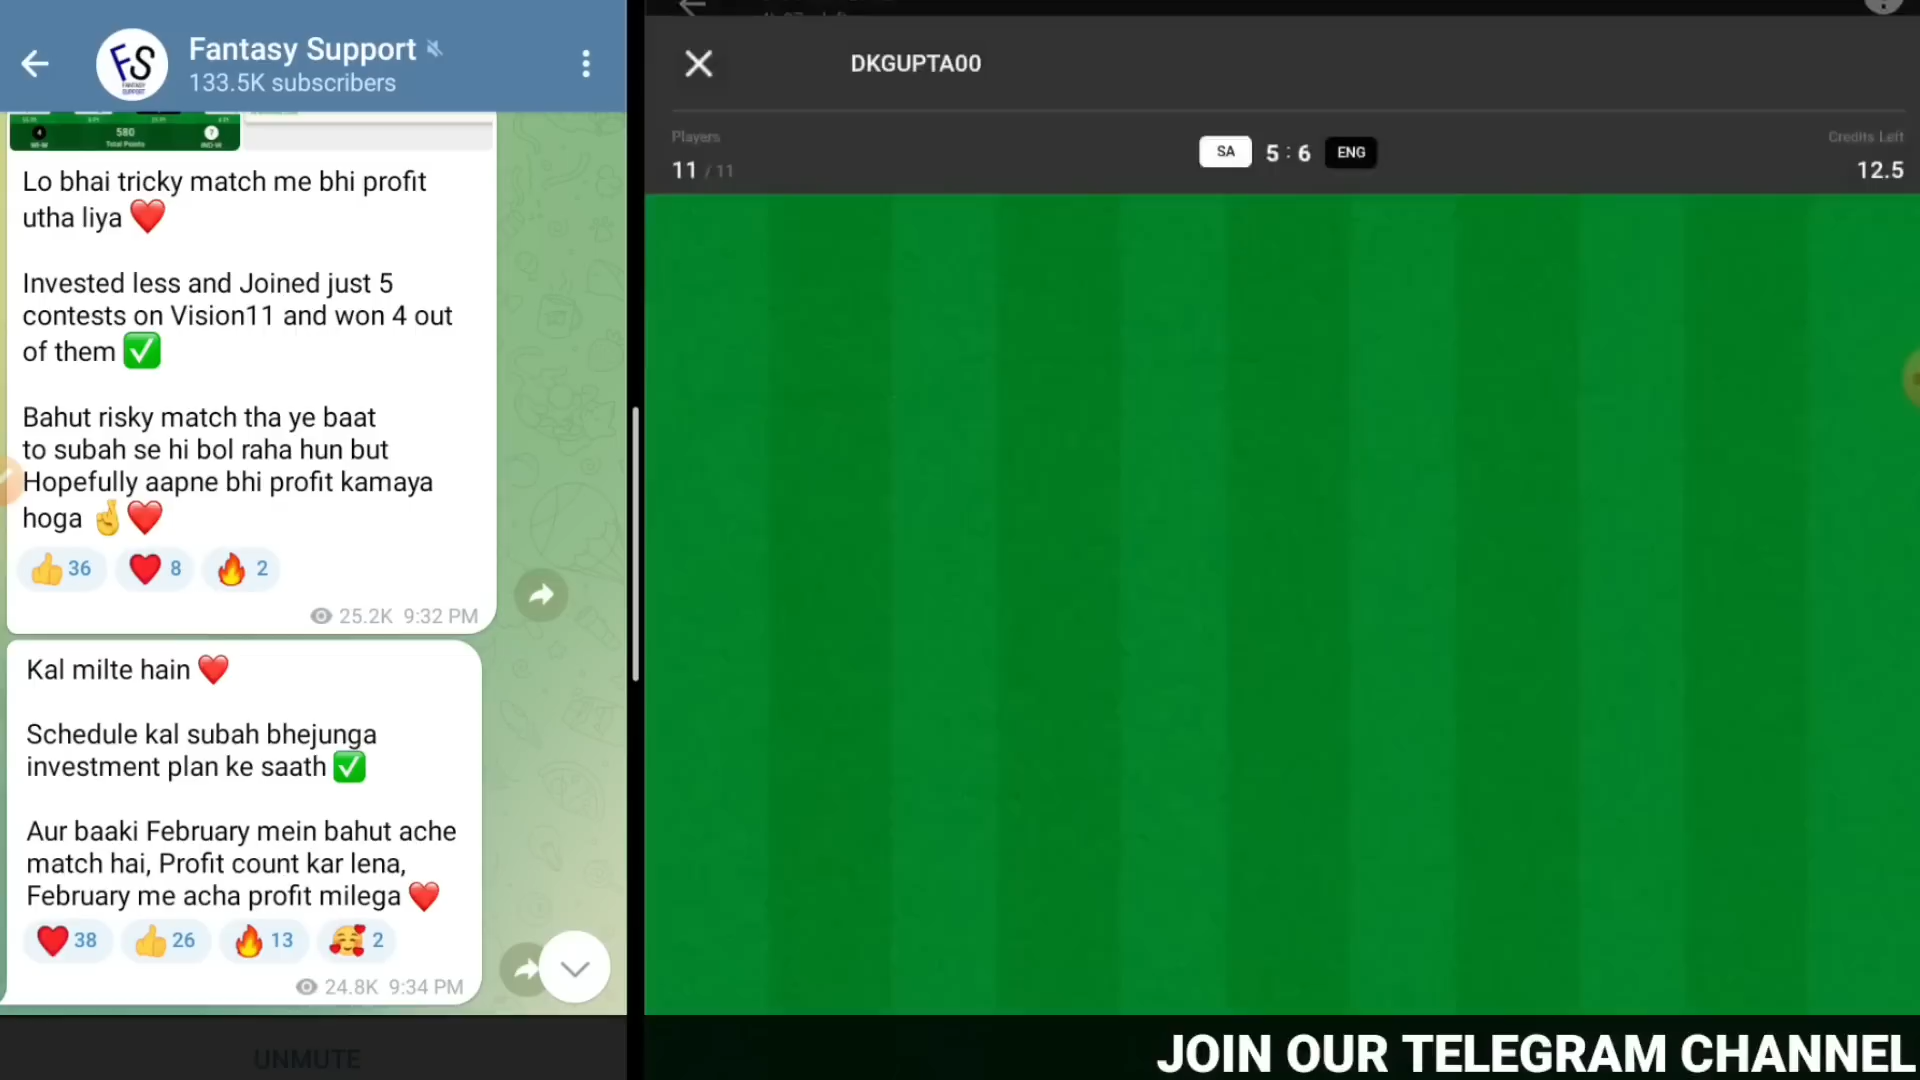 Fantasy Support
133.5K subscribers
580
Total Points
Lo bhai tricky match me bhi profit
utha liya ❤️
Invested less and Joined just 5
contests on Vision11 and won 4 out
of them ✅
Bahut risky match tha ye baat
to subah se hi bol raha hun but
Hopefully aapne bhi profit kamaya
hoga 🤞❤️
👍 36 ❤️ 8 🔥 2
25.2K 9:32 PM
Kal milte hain ❤️
Schedule kal subah bhejunga
investment plan ke saath ✅
Aur baaki February mein bahut ache
match hai, Profit count kar lena,
February me acha profit milega ❤️
❤️ 38 👍 26 🔥 13 🥰 2
24.8K 9:34 PM
UNMUTE
DKGUPTA00
Players
11 / 11
SA 5 : 6 ENG
Credits Left
12.5
JOIN OUR TELEGRAM CHANNEL